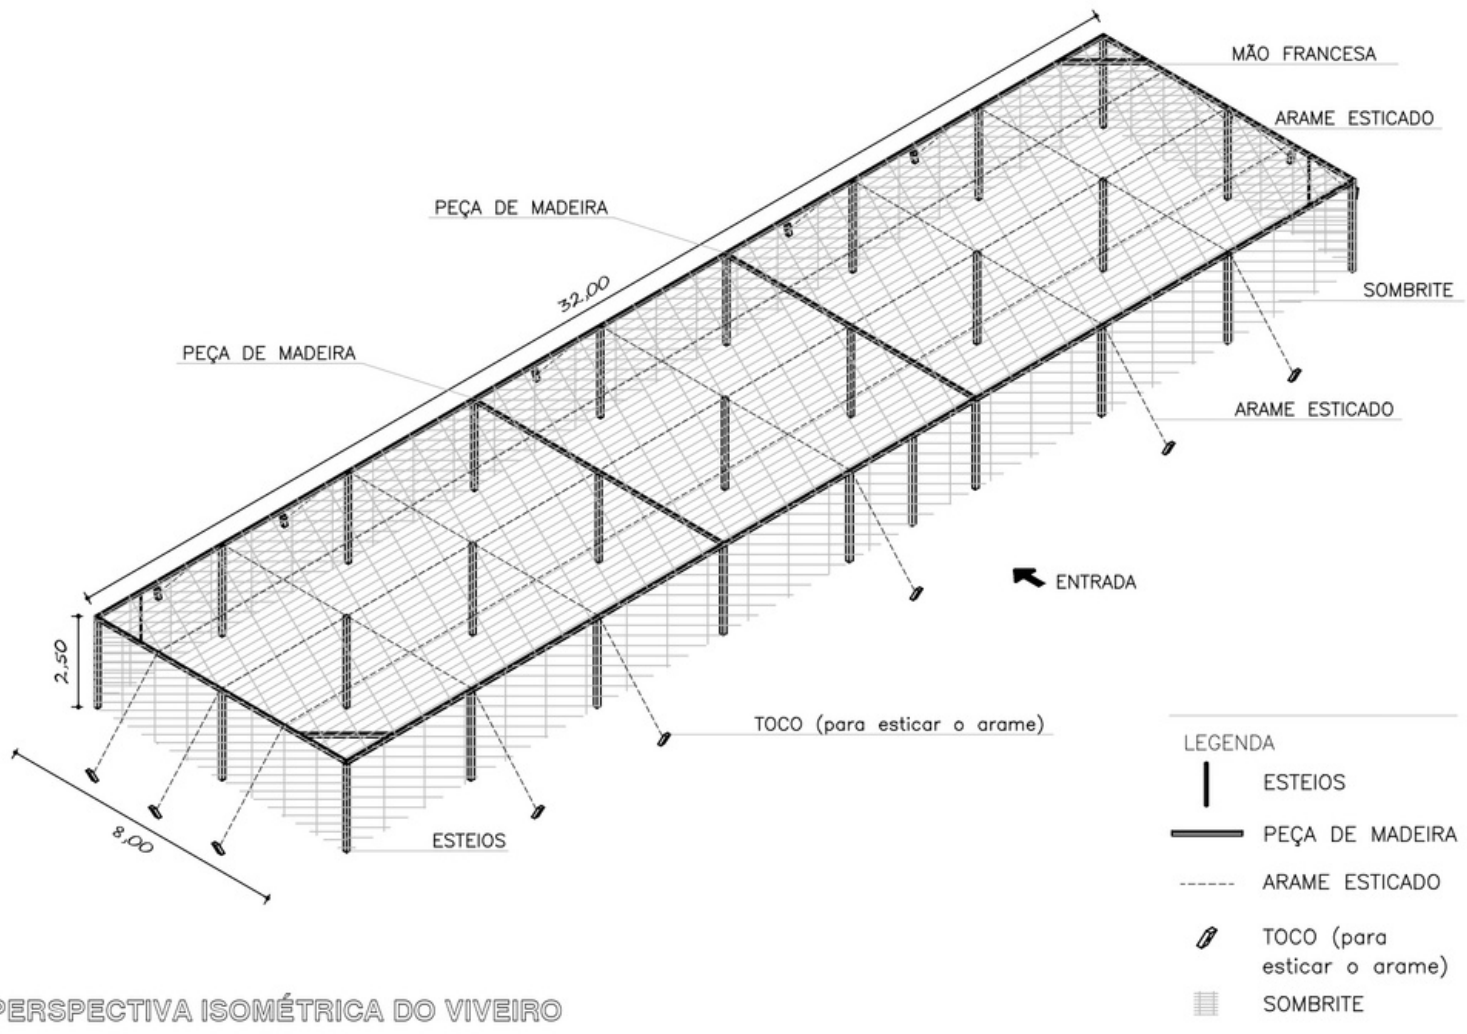 MÃO FRANCESA
ARAME ESTICADO
PEÇA DE MADEIRA
32,00
SOMBRITE
PEÇA DE MADEIRA
ARAME ESTICADO
ENTRADA
2,50
TOCO (para esticar o arame)
8,00
ESTEIOS
LEGENDA
ESTEIOS
PEÇA DE MADEIRA
ARAME ESTICADO
TOCO (para
esticar o arame)
SOMBRITE
PERSPECTIVA ISOMÉTRICA DO VIVEIRO